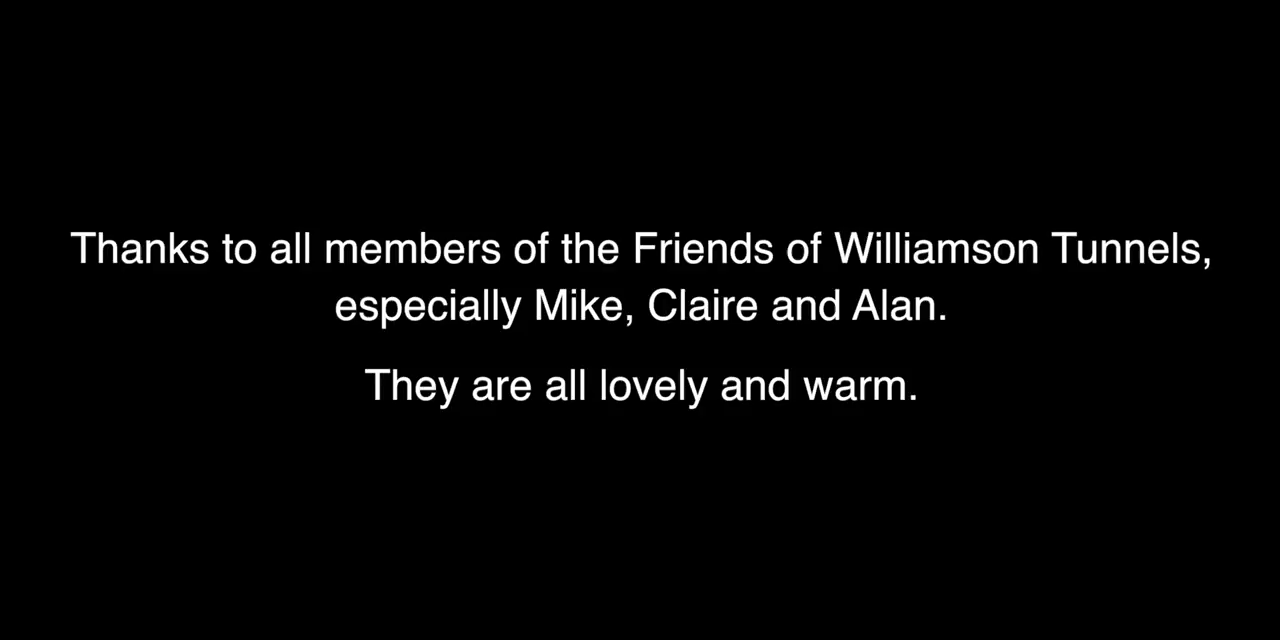 Thanks to all members of the Friends of Williamson Tunnels,
especially Mike, Claire and Alan.
They are all lovely and warm.